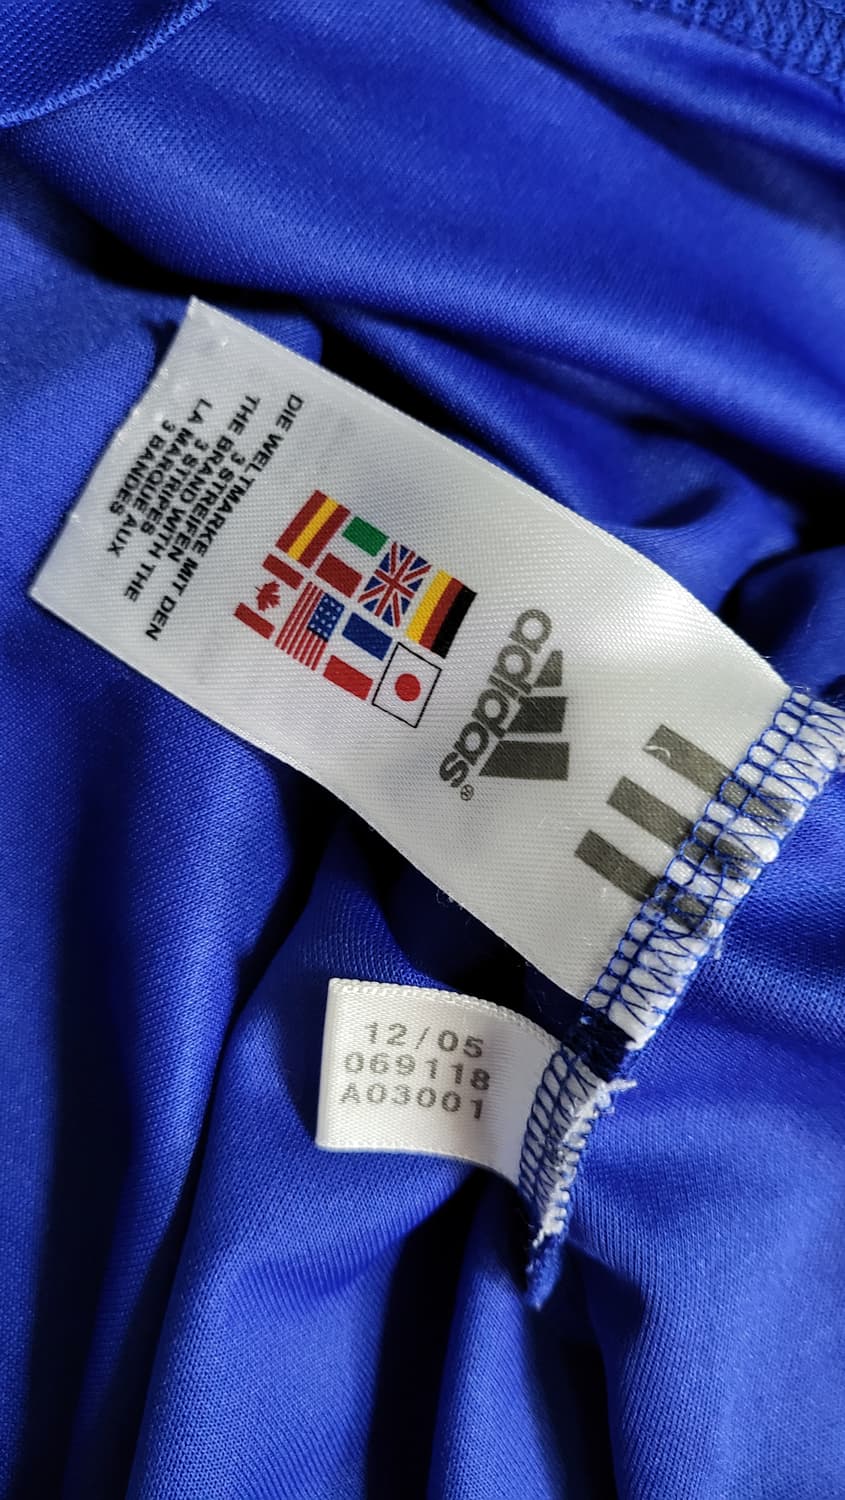 adidas®
DIE WELTMARKE MIT DEN
3 STREIFEN
THE BRAND WITH THE
3 STRIPES
LA MARQUE AUX
3 BANDES
12/05
069118
A03001